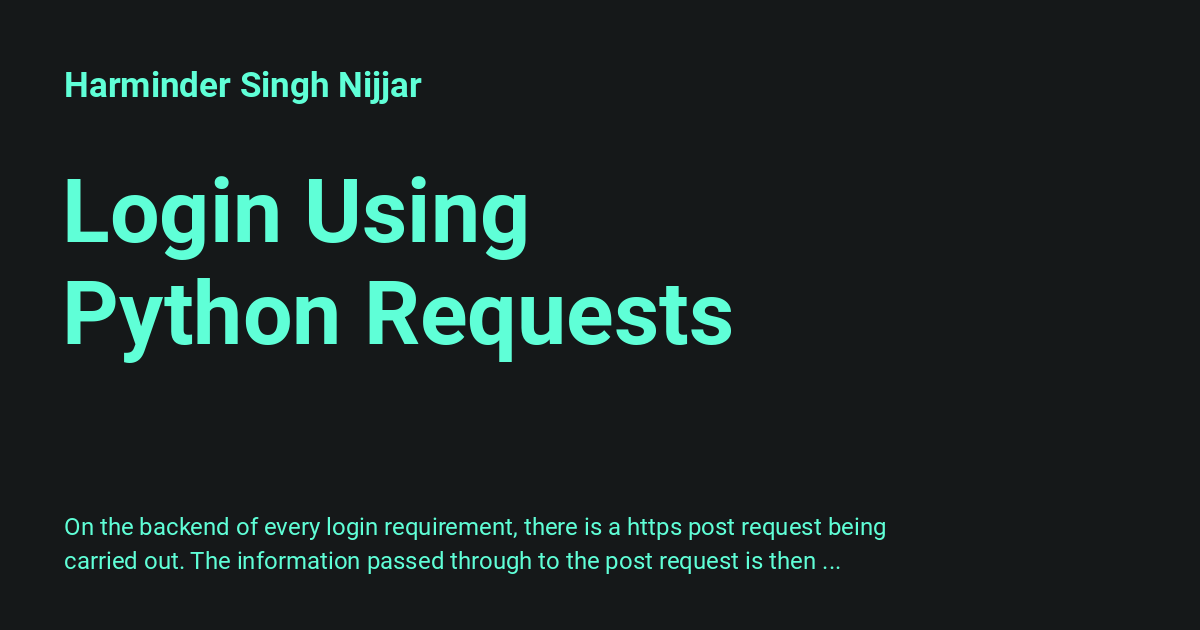 Harminder Singh Nijjar
Login Using
Python Requests
On the backend of every login requirement, there is a https post request being
carried out. The information passed through to the post request is then ...